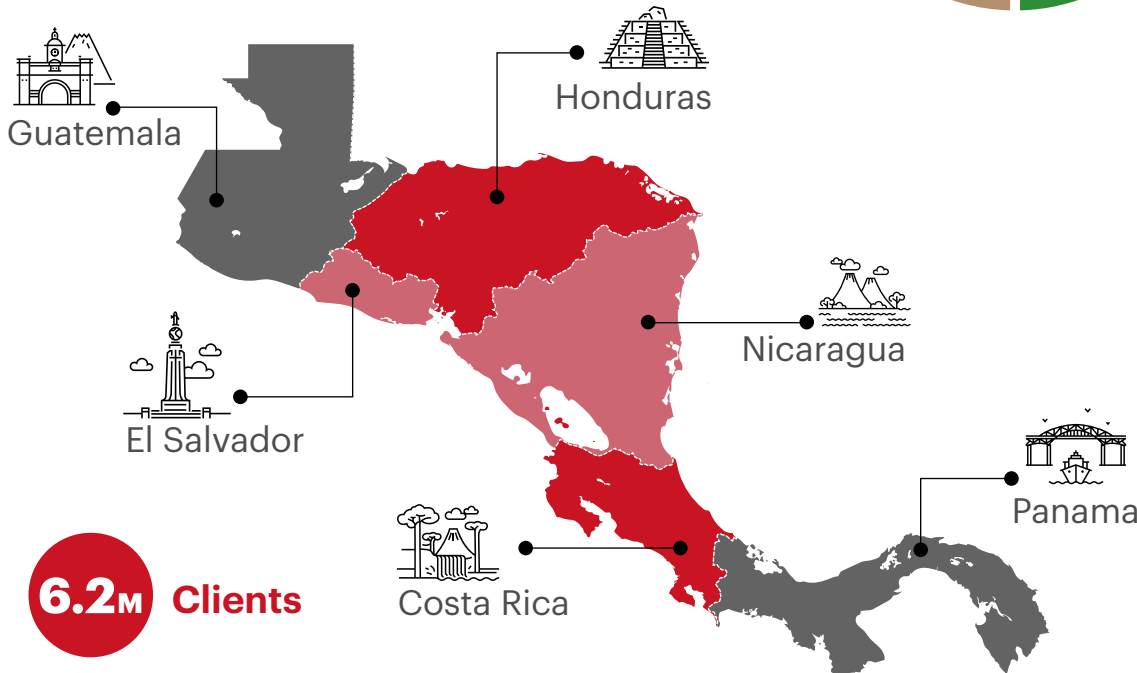 Honduras
Guatemala
Nicaragua
El Salvador
Panama
Costa Rica
6.2M Clients